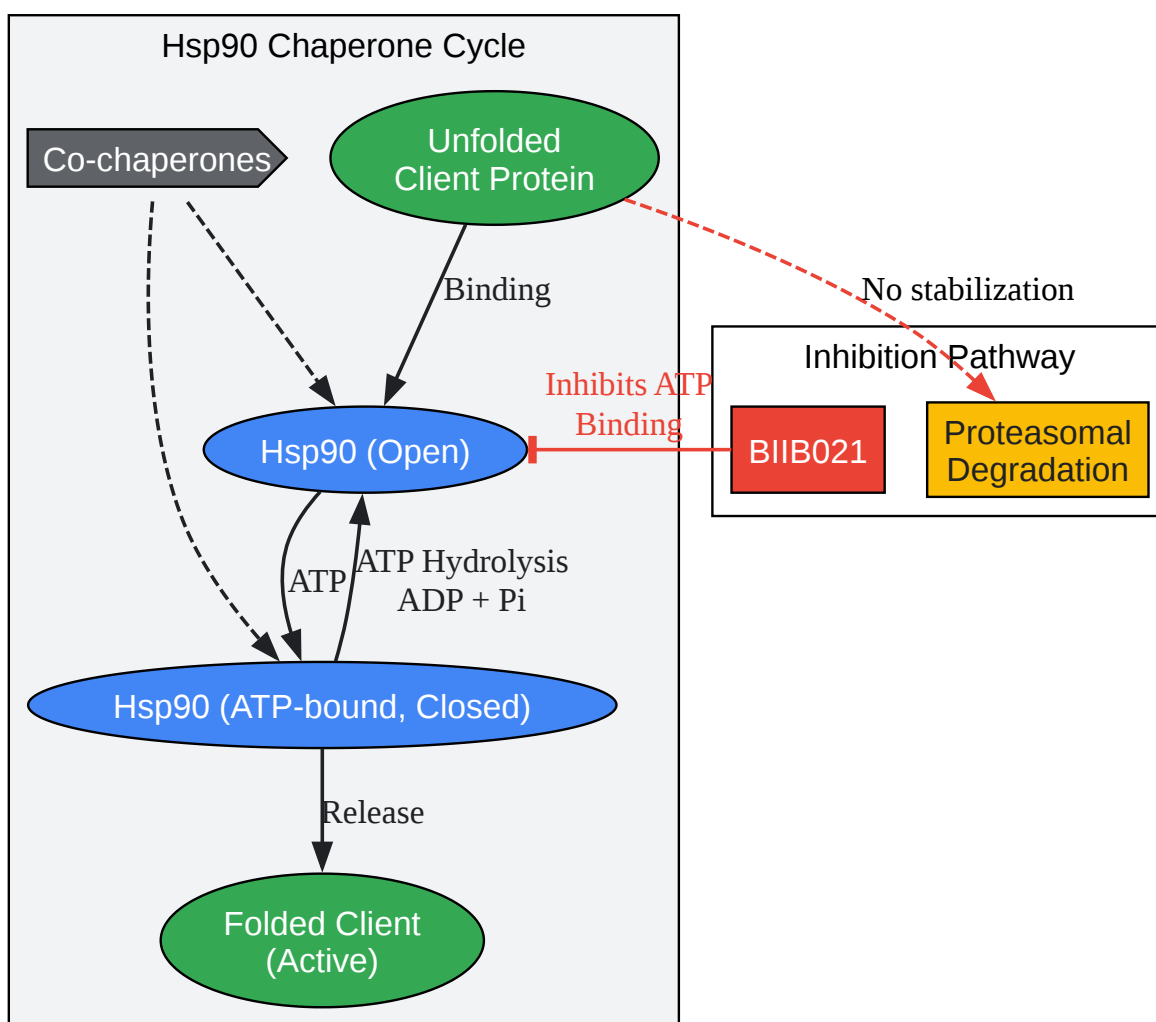 Hsp90 Chaperone Cycle
Co-chaperones
Unfolded
Client Protein
Binding
No stabilization
Inhibition Pathway
Inhibits ATP
Binding
Hsp90 (Open)
BIIB021
Proteasomal
Degradation
ATP
ATP Hydrolysis
ADP + Pi
Hsp90 (ATP-bound, Closed)
Release
Folded Client
(Active)